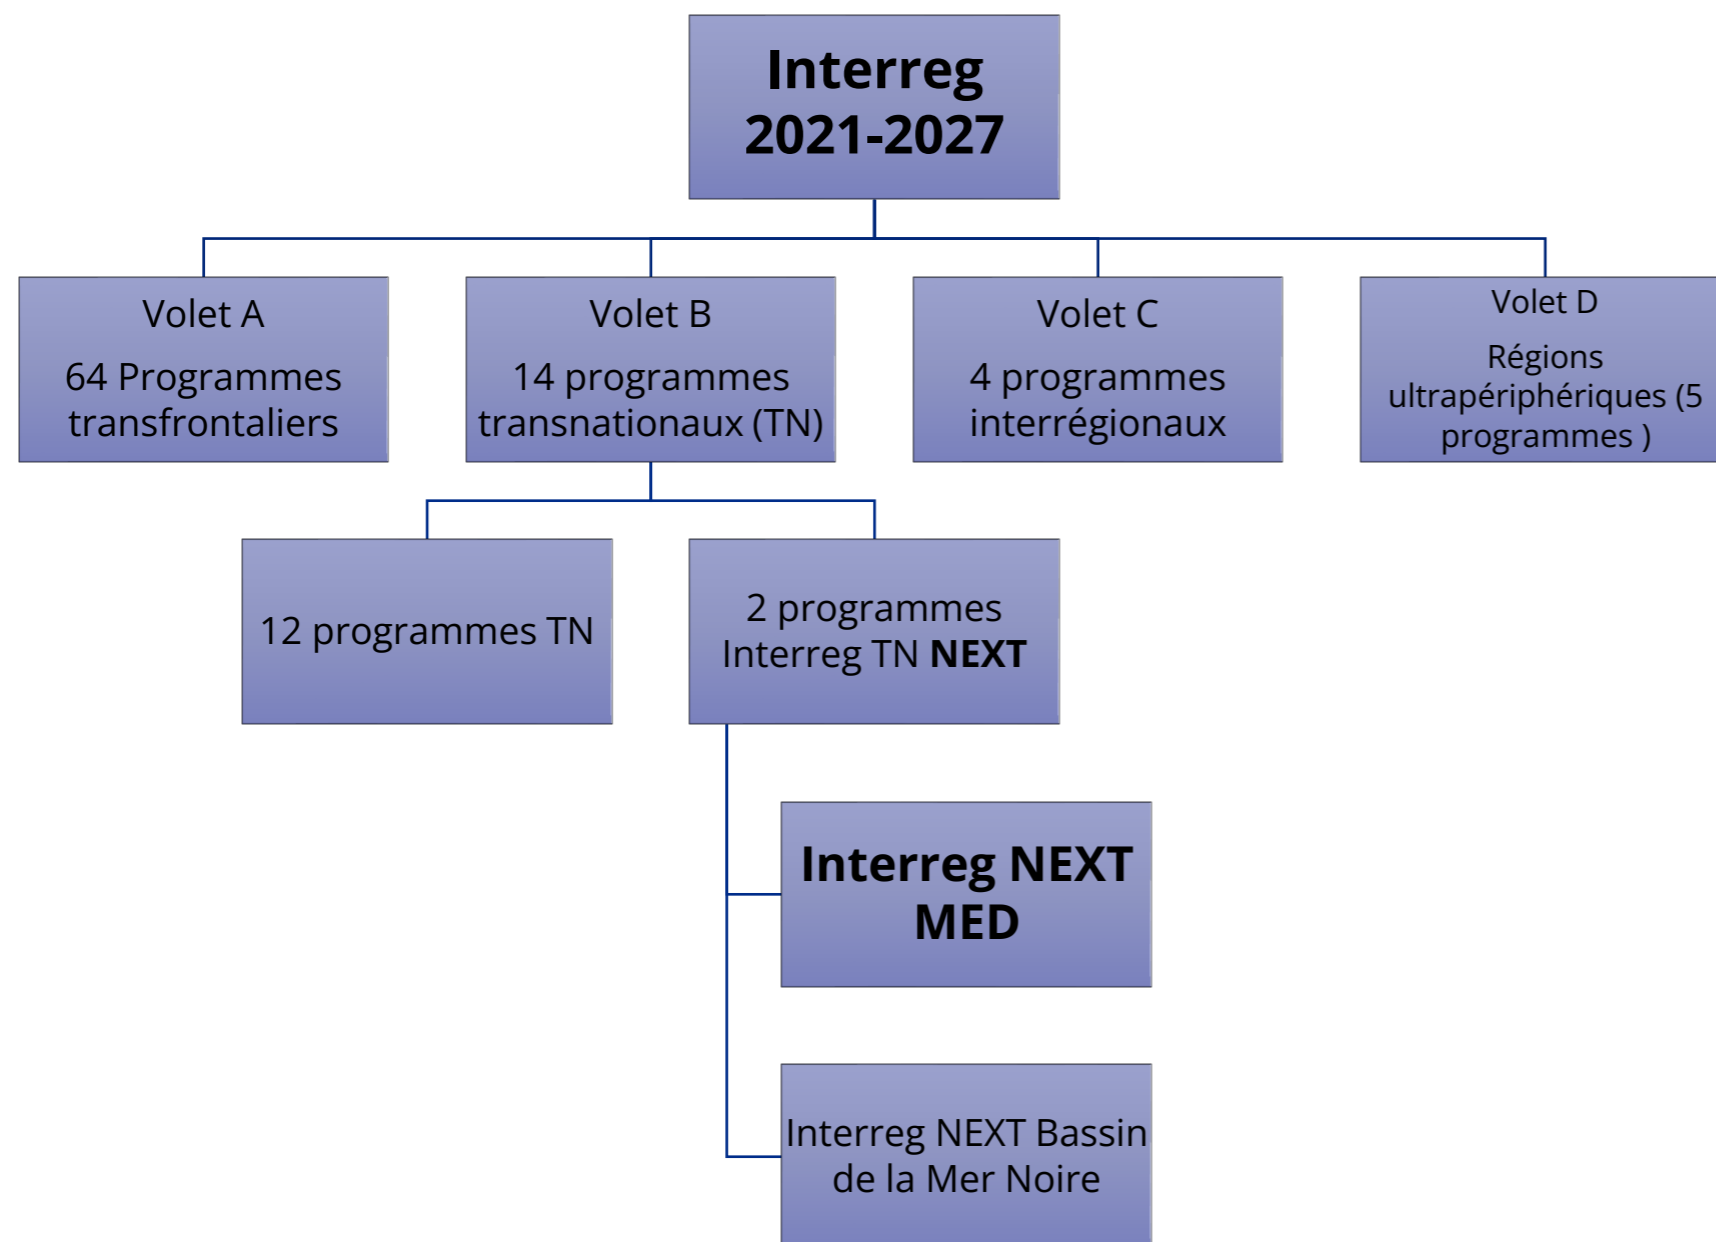 Interreg
2021-2027
Volet A
64 Programmes
transfrontaliers
Volet B
14 programmes
transnationaux (TN)
Volet C
4 programmes
interrégionaux
Volet D
Régions
ultrapériphériques (5
programmes )
12 programmes TN
2 programmes
Interreg TN NEXT
Interreg NEXT
MED
Interreg NEXT Bassin
de la Mer Noire